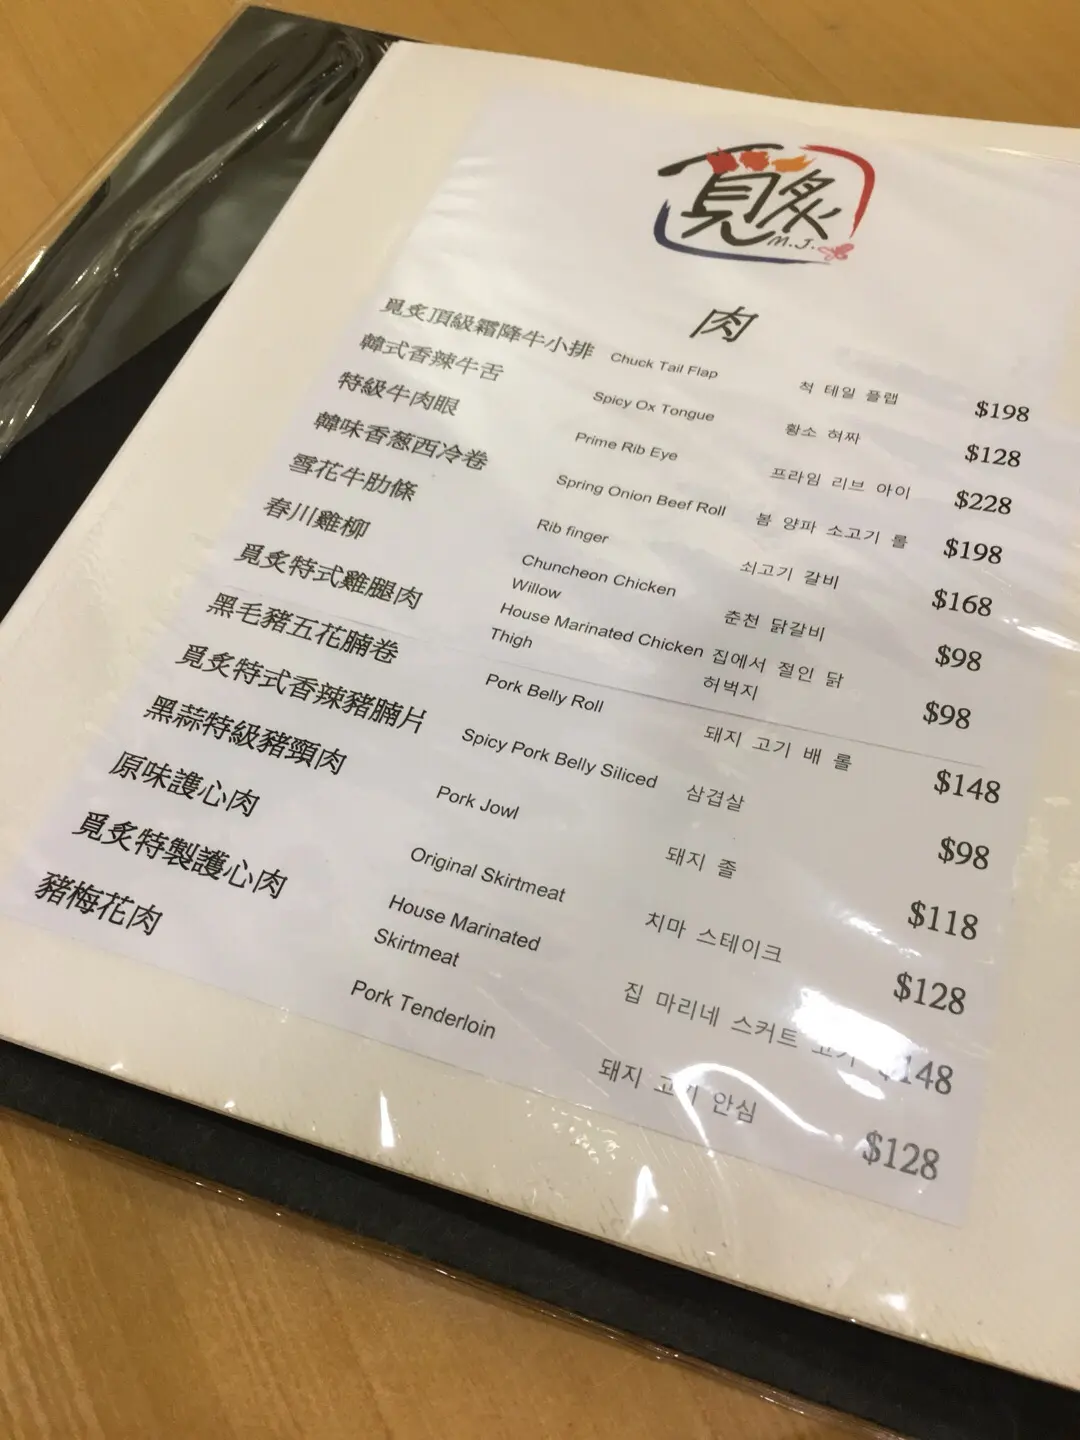 覓炙
M.J.
肉
覓炙頂級霜降牛小排 Chuck Tail Flap 척 테일 플랩 $198
韓式香辣牛舌 Spicy Ox Tongue 황소 혀짜 $128
特級牛肉眼 Prime Rib Eye 프라임 리브 아이 $228
韓味香葱西冷卷 Spring Onion Beef Roll 봄 양파 소고기 롤 $198
雪花牛肋條 Rib finger 쇠고기 갈비 $168
春川雞柳 Chuncheon Chicken Willow 춘천 닭갈비 $98
覓炙特式雞腿肉 House Marinated Chicken Thigh 집에서 절인 닭 허벅지 $98
黑毛豬五花腩卷 Pork Belly Roll 돼지 고기 배 롤 $148
覓炙特式香辣豬腩片 Spicy Pork Belly Siliced 삼겹살 $98
黑蒜特級豬頸肉 Pork Jowl 돼지 졸 $118
原味護心肉 Original Skirtmeat 치마 스테이크 $128
覓炙特製護心肉 House Marinated Skirtmeat 집 마리네 스커트 고기 $148
豬梅花肉 Pork Tenderloin 돼지 고기 안심 $128